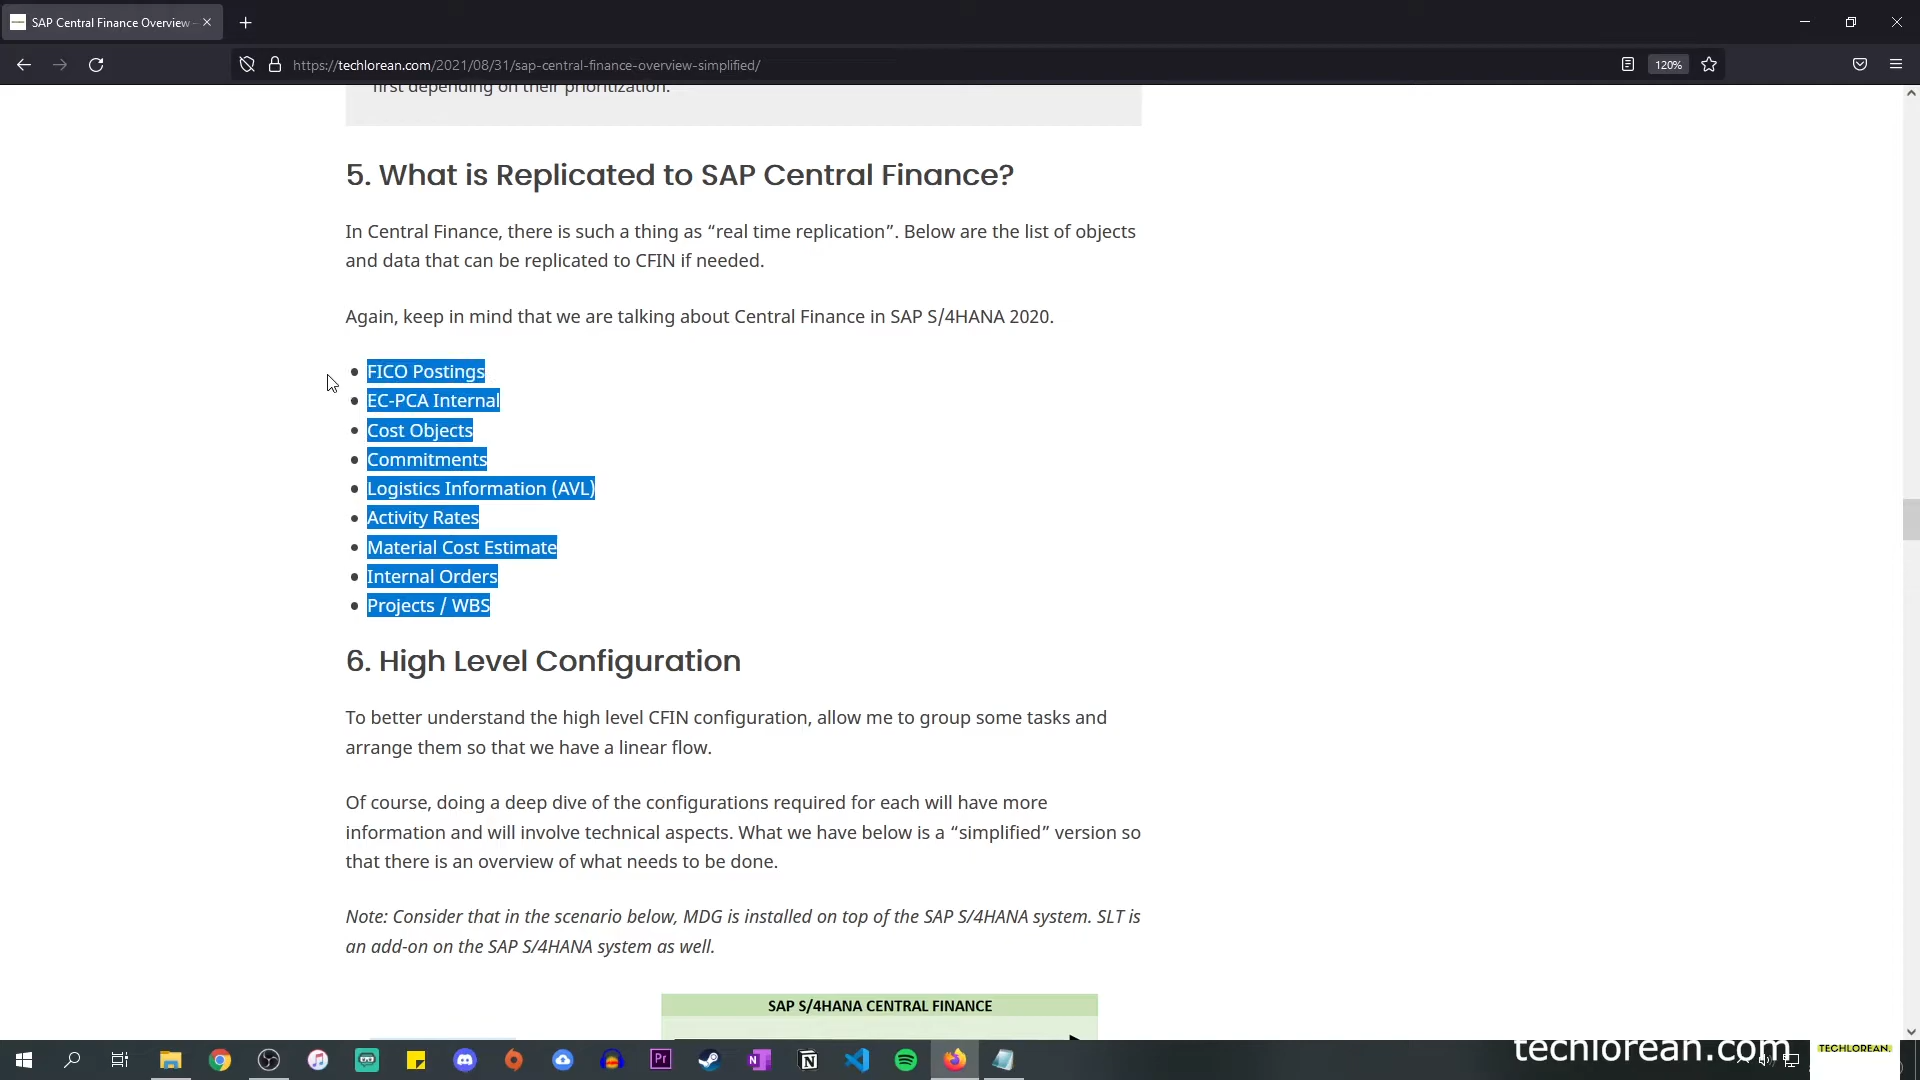 SAP Central Finance Overview
https://techlorean.com/2021/08/31/sap-central-finance-overview-simplified/
120%
first depending on their prioritization.
5. What is Replicated to SAP Central Finance?
In Central Finance, there is such a thing as “real time replication”. Below are the list of objects
and data that can be replicated to CFIN if needed.
Again, keep in mind that we are talking about Central Finance in SAP S/4HANA 2020.
FICO Postings
EC-PCA Internal
Cost Objects
Commitments
Logistics Information (AVL)
Activity Rates
Material Cost Estimate
Internal Orders
Projects / WBS
6. High Level Configuration
To better understand the high level CFIN configuration, allow me to group some tasks and
arrange them so that we have a linear flow.
Of course, doing a deep dive of the configurations required for each will have more
information and will involve technical aspects. What we have below is a “simplified” version so
that there is an overview of what needs to be done.
Note: Consider that in the scenario below, MDG is installed on top of the SAP S/4HANA system. SLT is
an add-on on the SAP S/4HANA system as well.
SAP S/4HANA CENTRAL FINANCE
techlorean.com
TECHLOREAN.